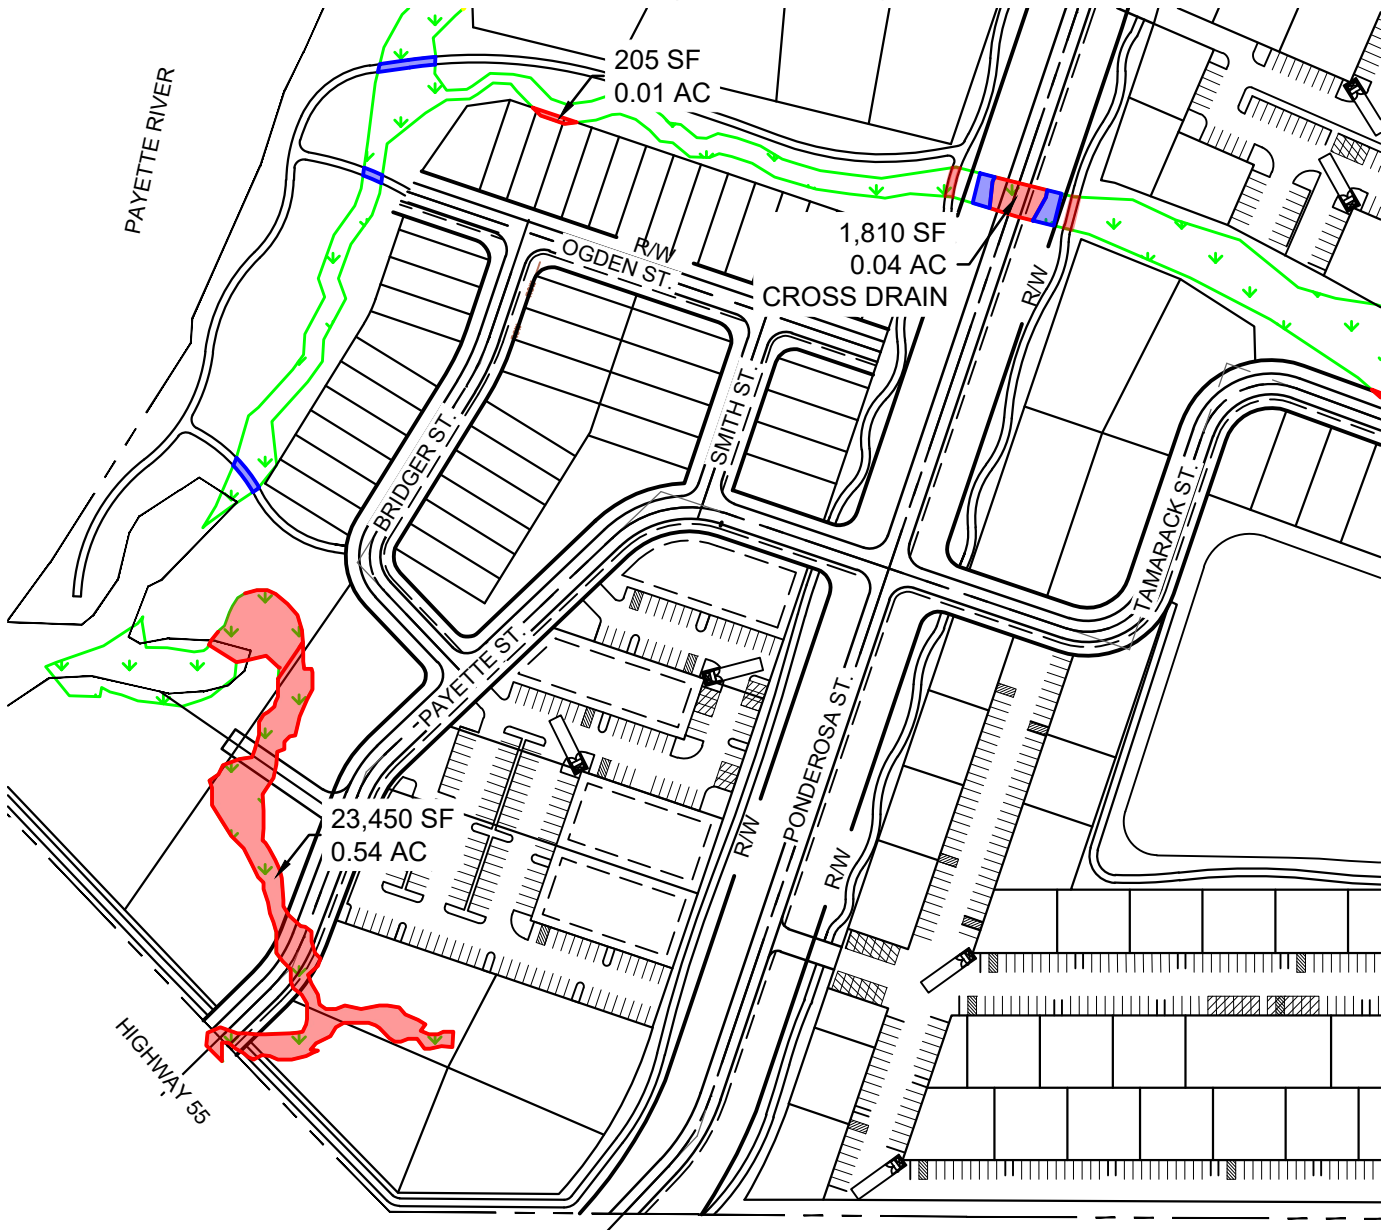 205 SF
0.01 AC
PAYETTE RIVER
1,810 SF
0.04 AC
CROSS DRAIN
R/W
OGDEN ST.
R/W
SMITH ST.
BRIDGER ST.
TAMARACK ST.
PAYETTE ST.
PONDEROSA ST.
23,450 SF
0.54 AC
R/W
R/W
HIGHWAY 55